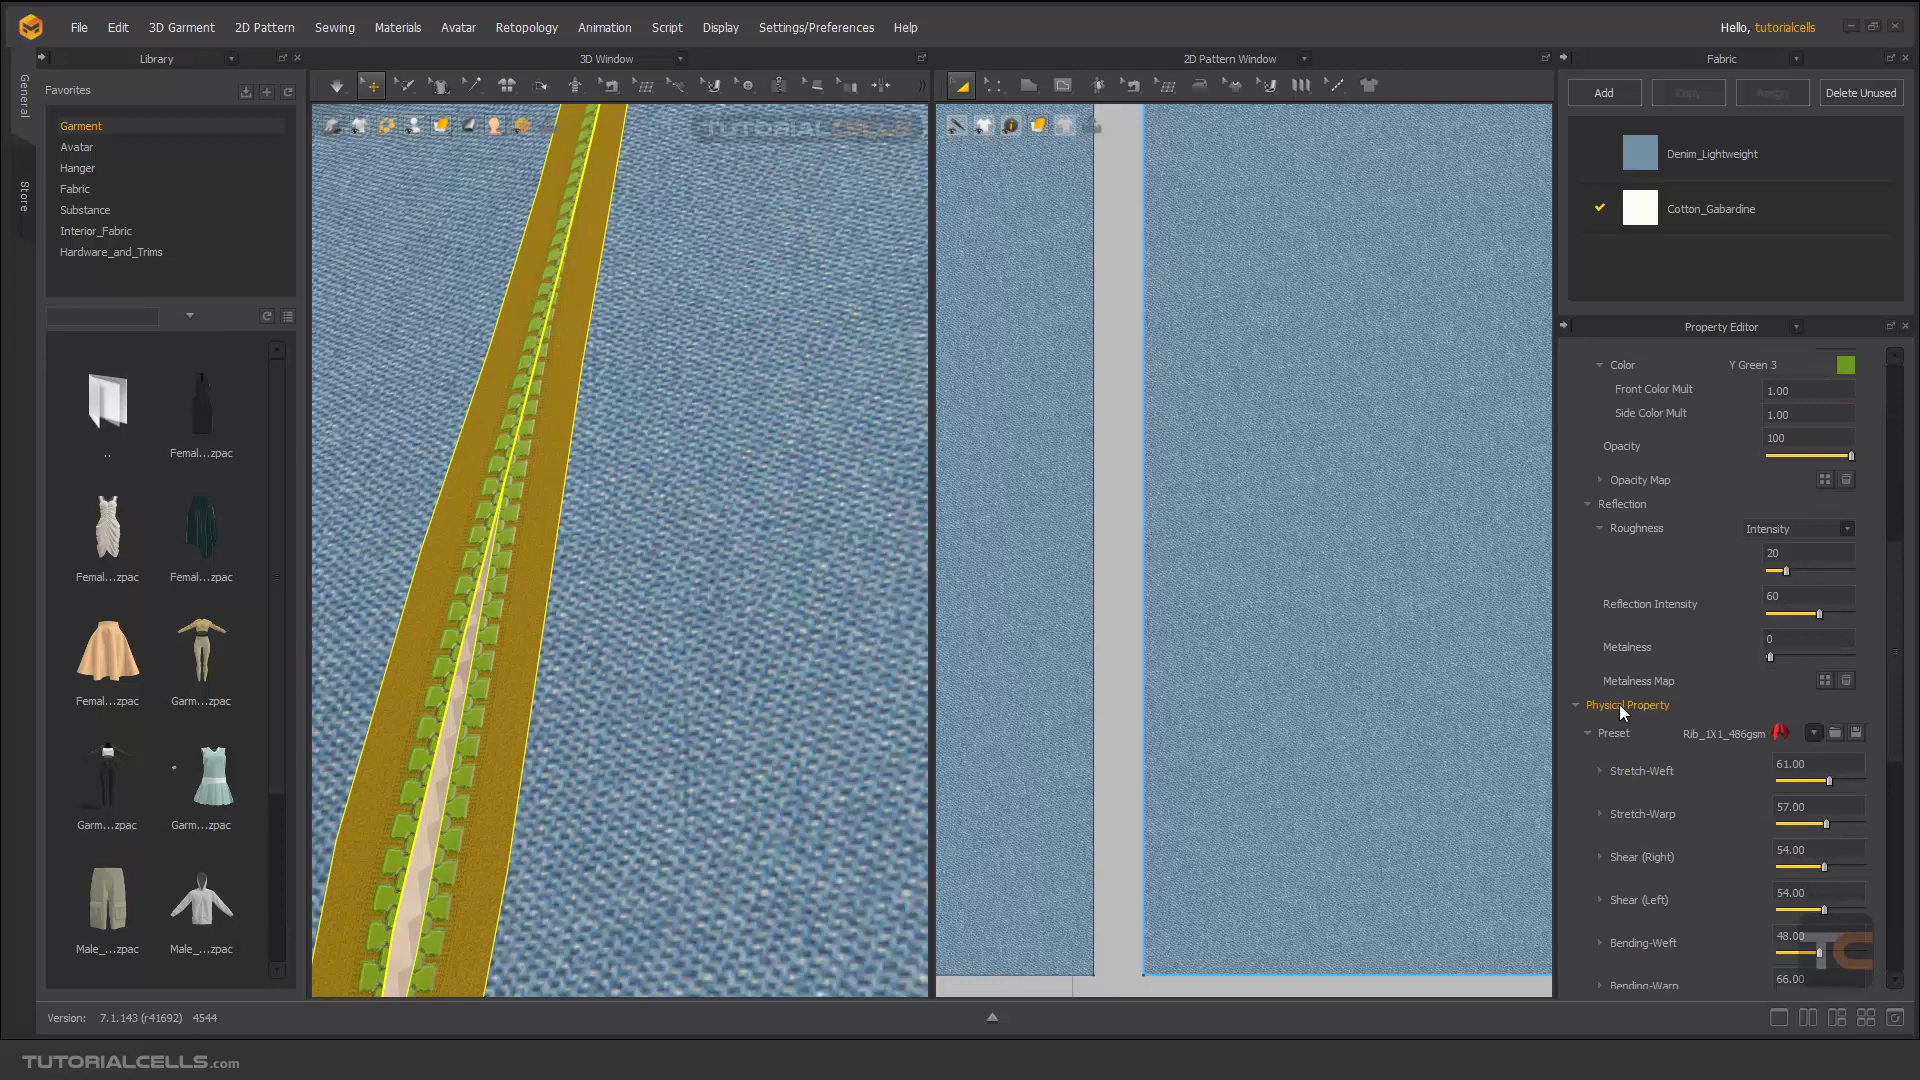 File Edit 3D Garment 2D Pattern Sewing Materials Avatar Retopology Animation Script Display Settings/Preferences Help Hello, tutorialcells
General
Store
Library
Favorites
Garment
Avatar
Hanger
Fabric
Substance
Interior_Fabric
Hardware_and_Trims
.. Femal...zpac
Femal...zpac Femal...zpac
Femal...zpac Garm...zpac
Garm...zpac Garm...zpac
Male_...zpac Male_...zpac
3D Window
2D Pattern Window
Fabric
Add Copy Assign Delete Unused
Denim_Lightweight
Cotton_Gabardine
Property Editor
Color Y Green 3
Front Color Mult 1.00
Side Color Mult 1.00
Opacity 100
Opacity Map
Reflection
Roughness Intensity
20
Reflection Intensity 60
Metalness 0
Metalness Map
Physical Property
Preset Rib_1X1_486gsm
Stretch-Weft 61.00
Stretch-Warp 57.00
Shear (Right) 54.00
Shear (Left) 54.00
Bending-Weft 48.00
Bending-Warp 66.00
TC
Version: 7.1.143 (r41692) 4544
TUTORIALCELLS.com